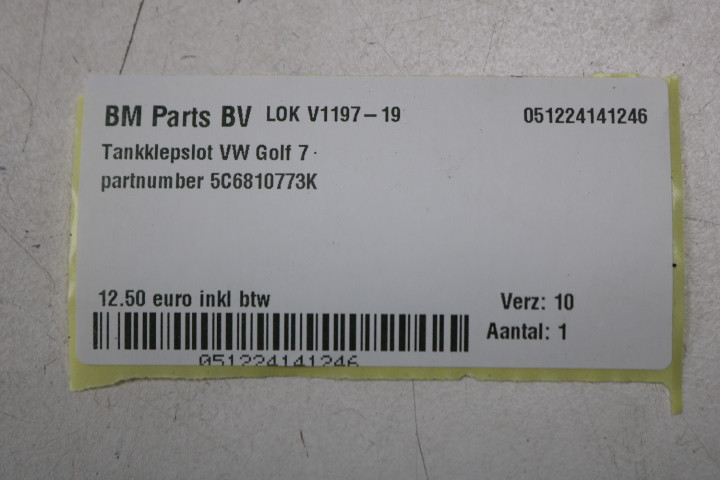 BM Parts BV LOK V1197-19 051224141246
Tankklepslot VW Golf 7
partnumber 5C6810773K
12.50 euro inkl btw Verz: 10
Aantal: 1
051224141246